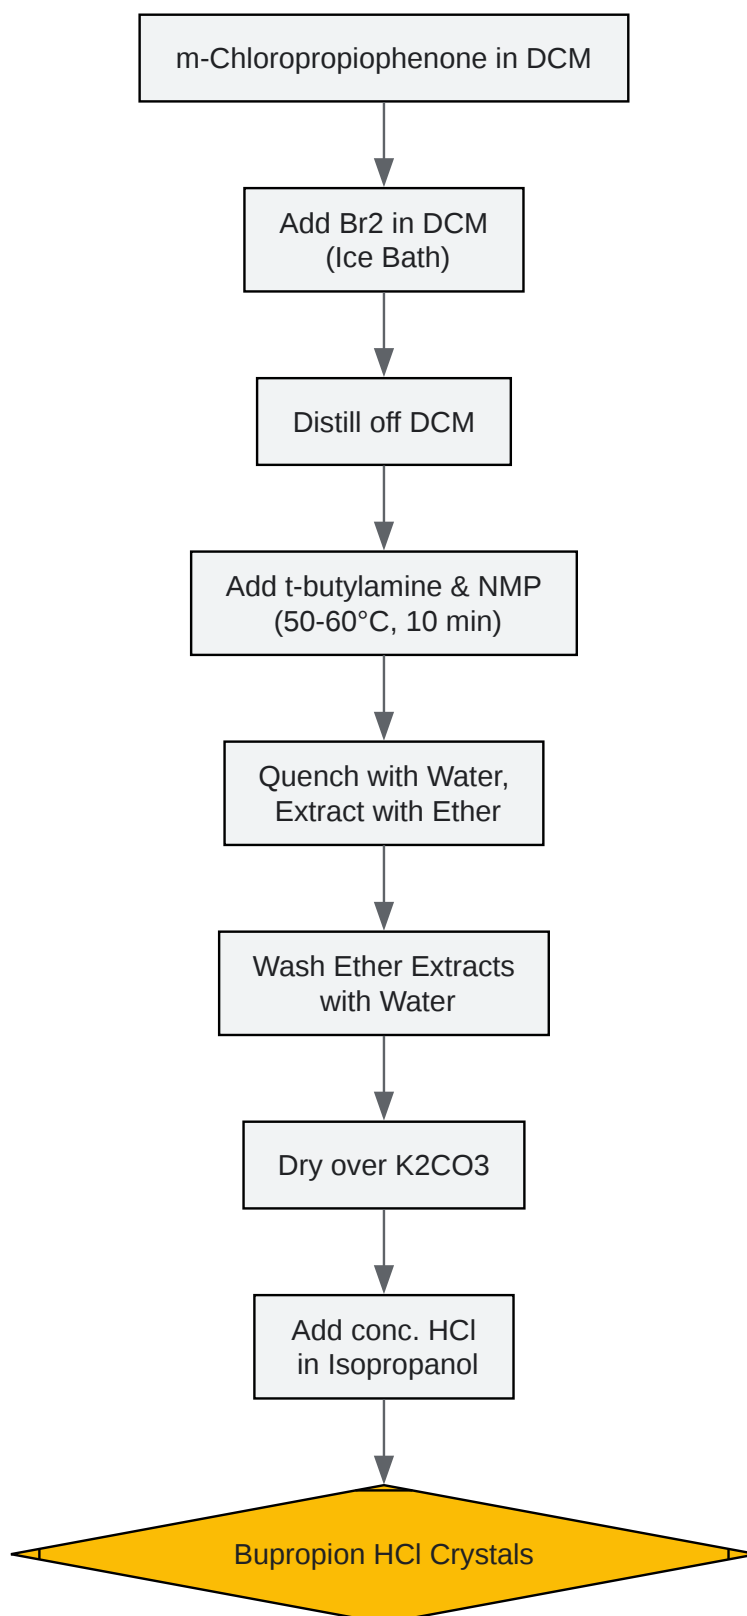 m-Chloropropiophenone in DCM
Add Br2 in DCM
(Ice Bath)
Distill off DCM
Add t-butylamine & NMP
(50-60°C, 10 min)
Quench with Water,
Extract with Ether
Wash Ether Extracts
with Water
Dry over K2CO3
Add conc. HCl
in Isopropanol
Bupropion HCl Crystals